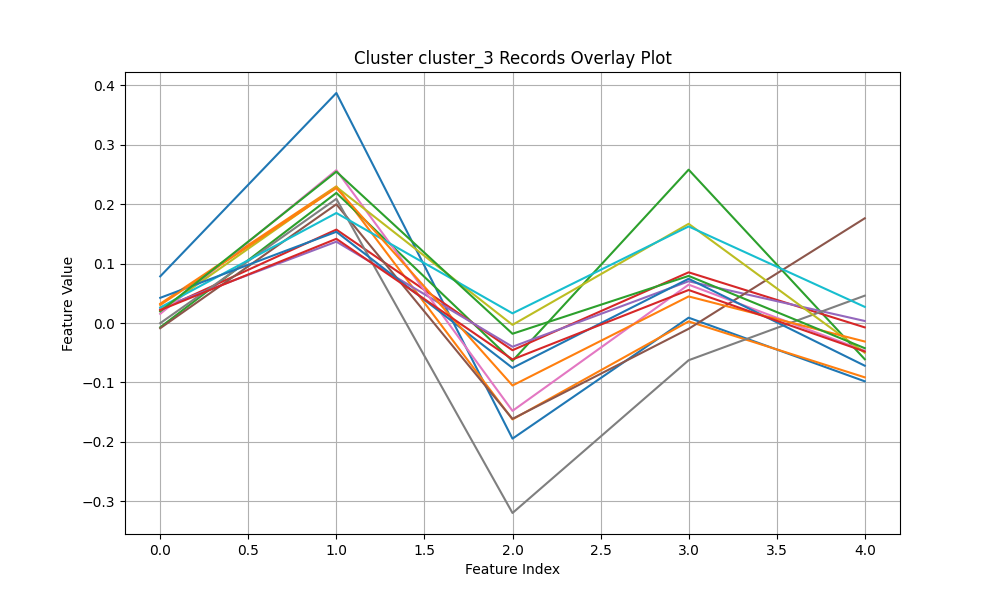 Cluster cluster_3 Records Overlay Plot
0.4
0.3
0.2
0.1
0.0
−0.1
−0.2
−0.3
Feature Value
0.0 0.5 1.0 1.5 2.0 2.5 3.0 3.5 4.0
Feature Index